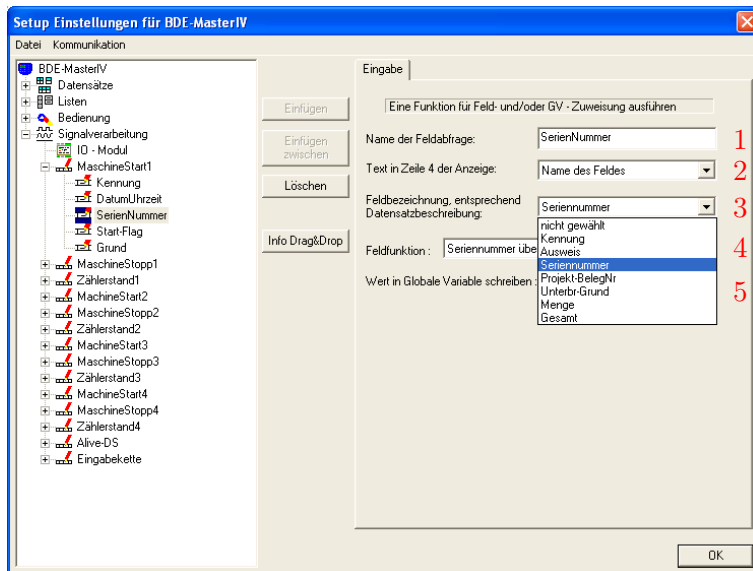 Setup Einstellungen für BDE-MasterIV
Datei Kommunikation
BDE-MasterIV
Datensätze
Listen
Bedienung
Signalverarbeitung
IO - Modul
MaschineStart1
Kennung
DatumUhrzeit
SerienNummer
Start-Flag
Grund
MaschineStopp1
Zählerstand1
MachineStart2
MaschineStopp2
Zählerstand2
MachineStart3
MaschineStopp3
Zählerstand3
MachineStart4
MaschineStopp4
Zählerstand4
Alive-DS
Eingabekette
Einfügen
Einfügen
zwischen
Löschen
Info Drag&Drop
Eingabe
Eine Funktion für Feld- und/oder GV - Zuweisung ausführen
Name der Feldabfrage: SerienNummer 1
Text in Zeile 4 der Anzeige: Name des Feldes 2
Feldbezeichnung, entsprechend
Datensatzbeschreibung: Seriennummer 3
nicht gewählt
Kennung
Ausweis
Seriennummer
Projekt-BelegNr
Unterbr-Grund
Menge
Gesamt
Feldfunktion : Seriennummer übe 4
Wert in Globale Variable schreiben : 5
OK